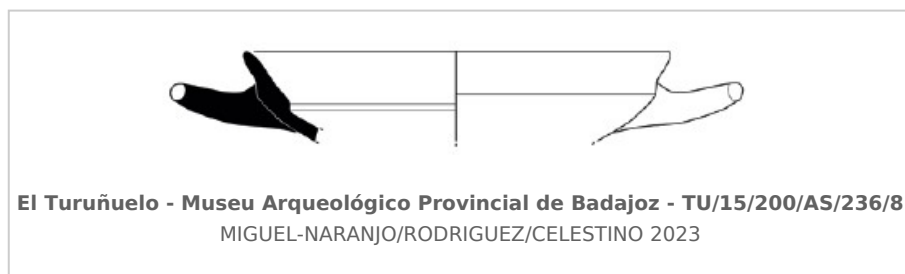 El Turuñuelo - Museu Arqueológico Provincial de Badajoz - TU/15/200/AS/236/8
MIGUEL-NARANJO/RODRIGUEZ/CELESTINO 2023